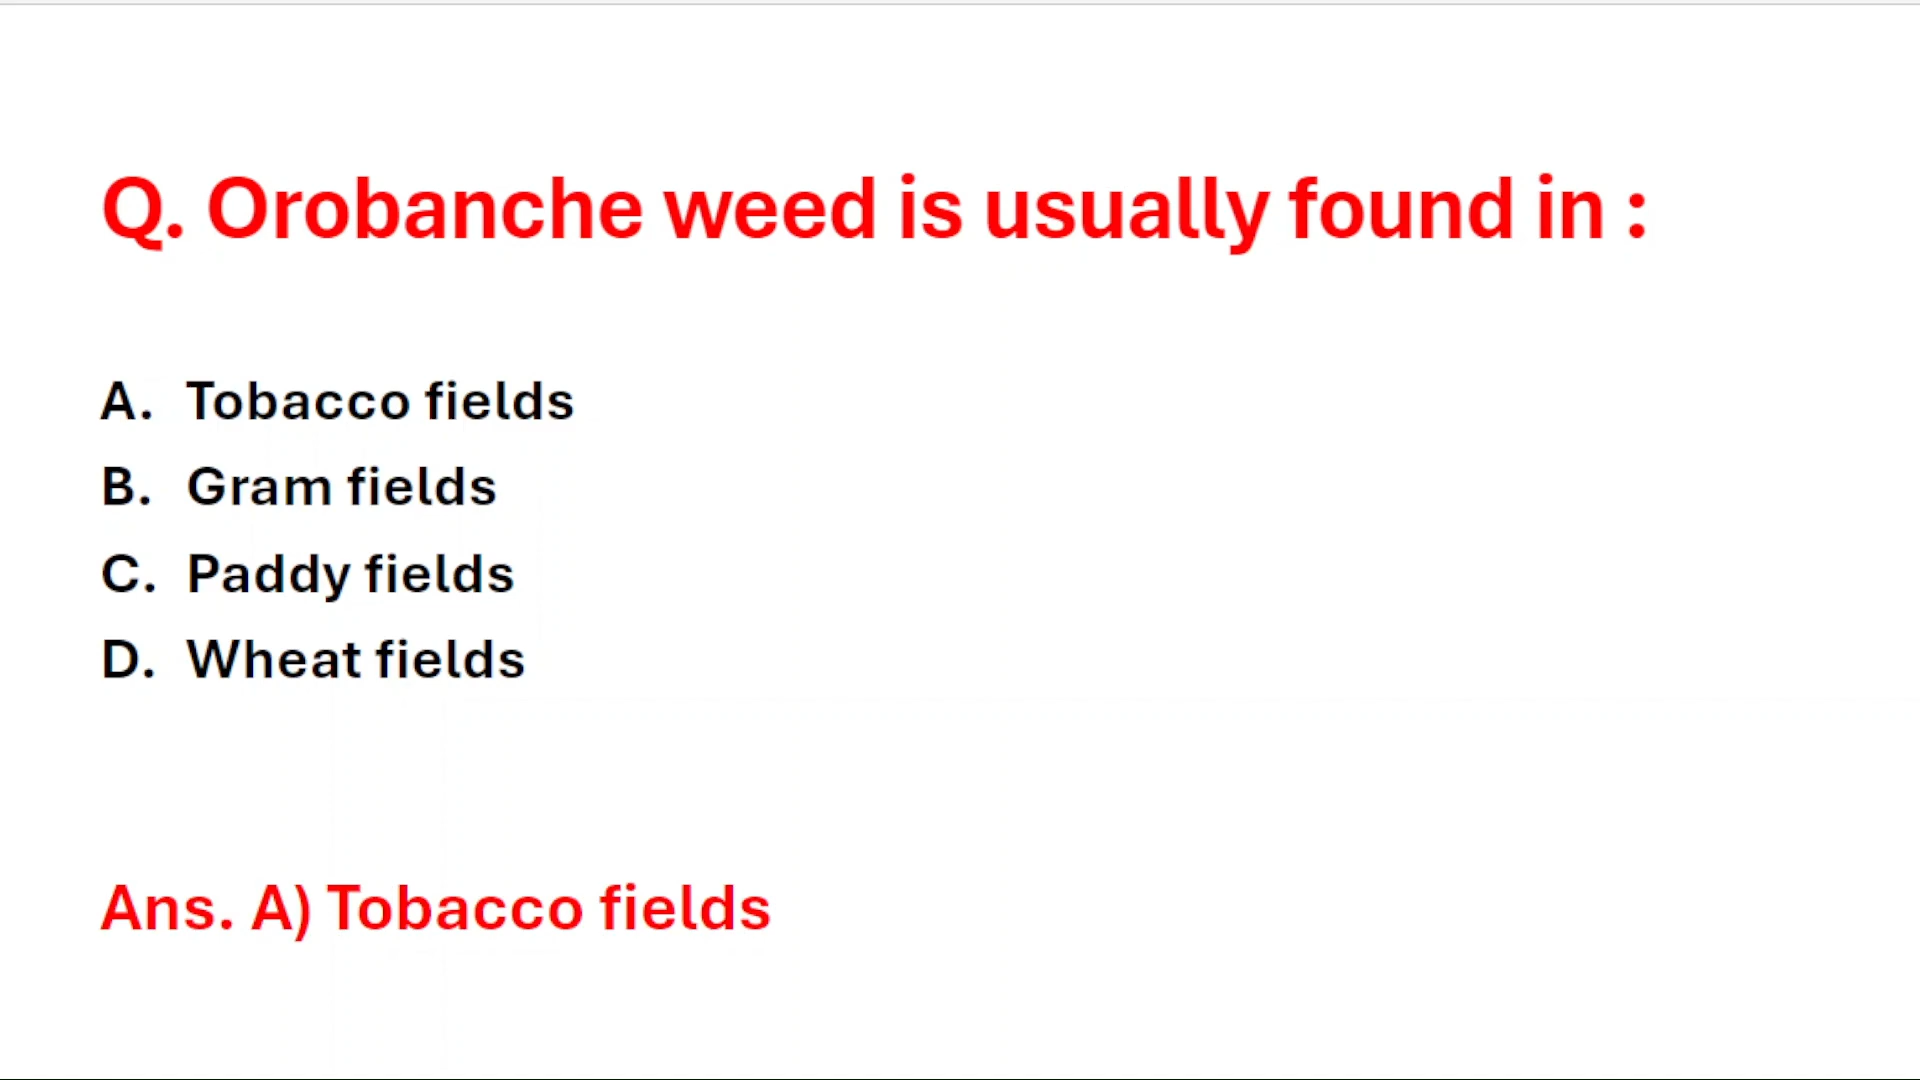 Q. Orobanche weed is usually found in :
A. Tobacco fields
B. Gram fields
C. Paddy fields
D. Wheat fields
Ans. A) Tobacco fields